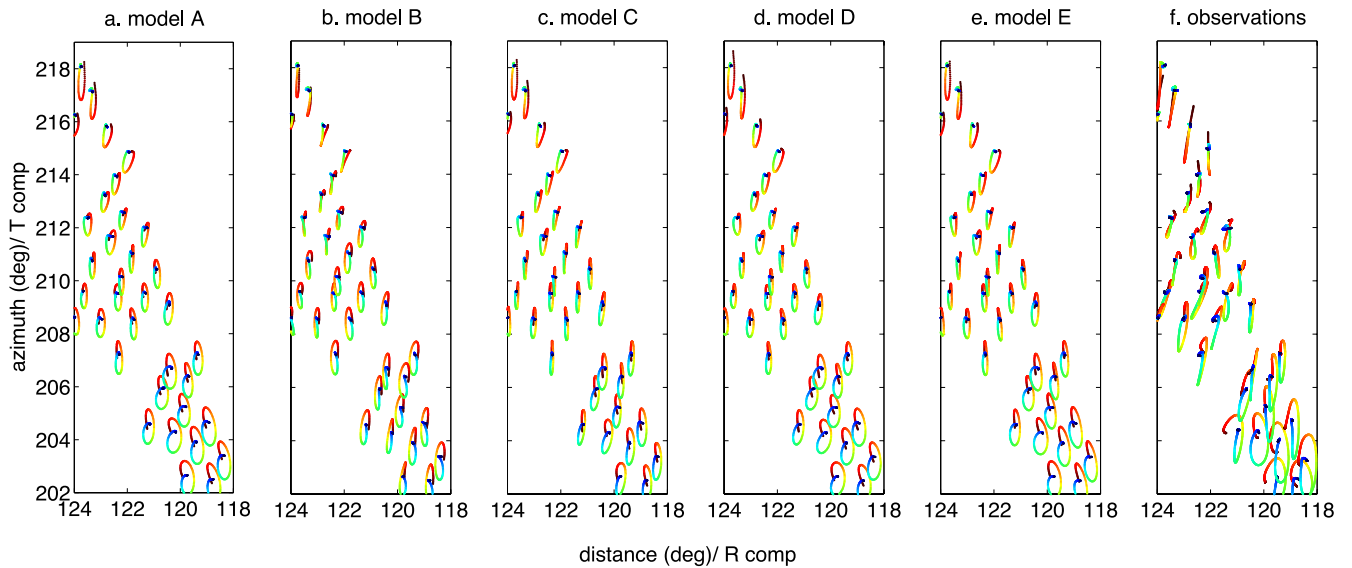 a. model A
b. model B
c. model C
d. model D
e. model E
f. observations
azimuth (deg)/ T comp
218
216
214
212
210
208
206
204
202
124 122 120 118
124 122 120 118
124 122 120 118
124 122 120 118
124 122 120 118
124 122 120 118
distance (deg)/ R comp